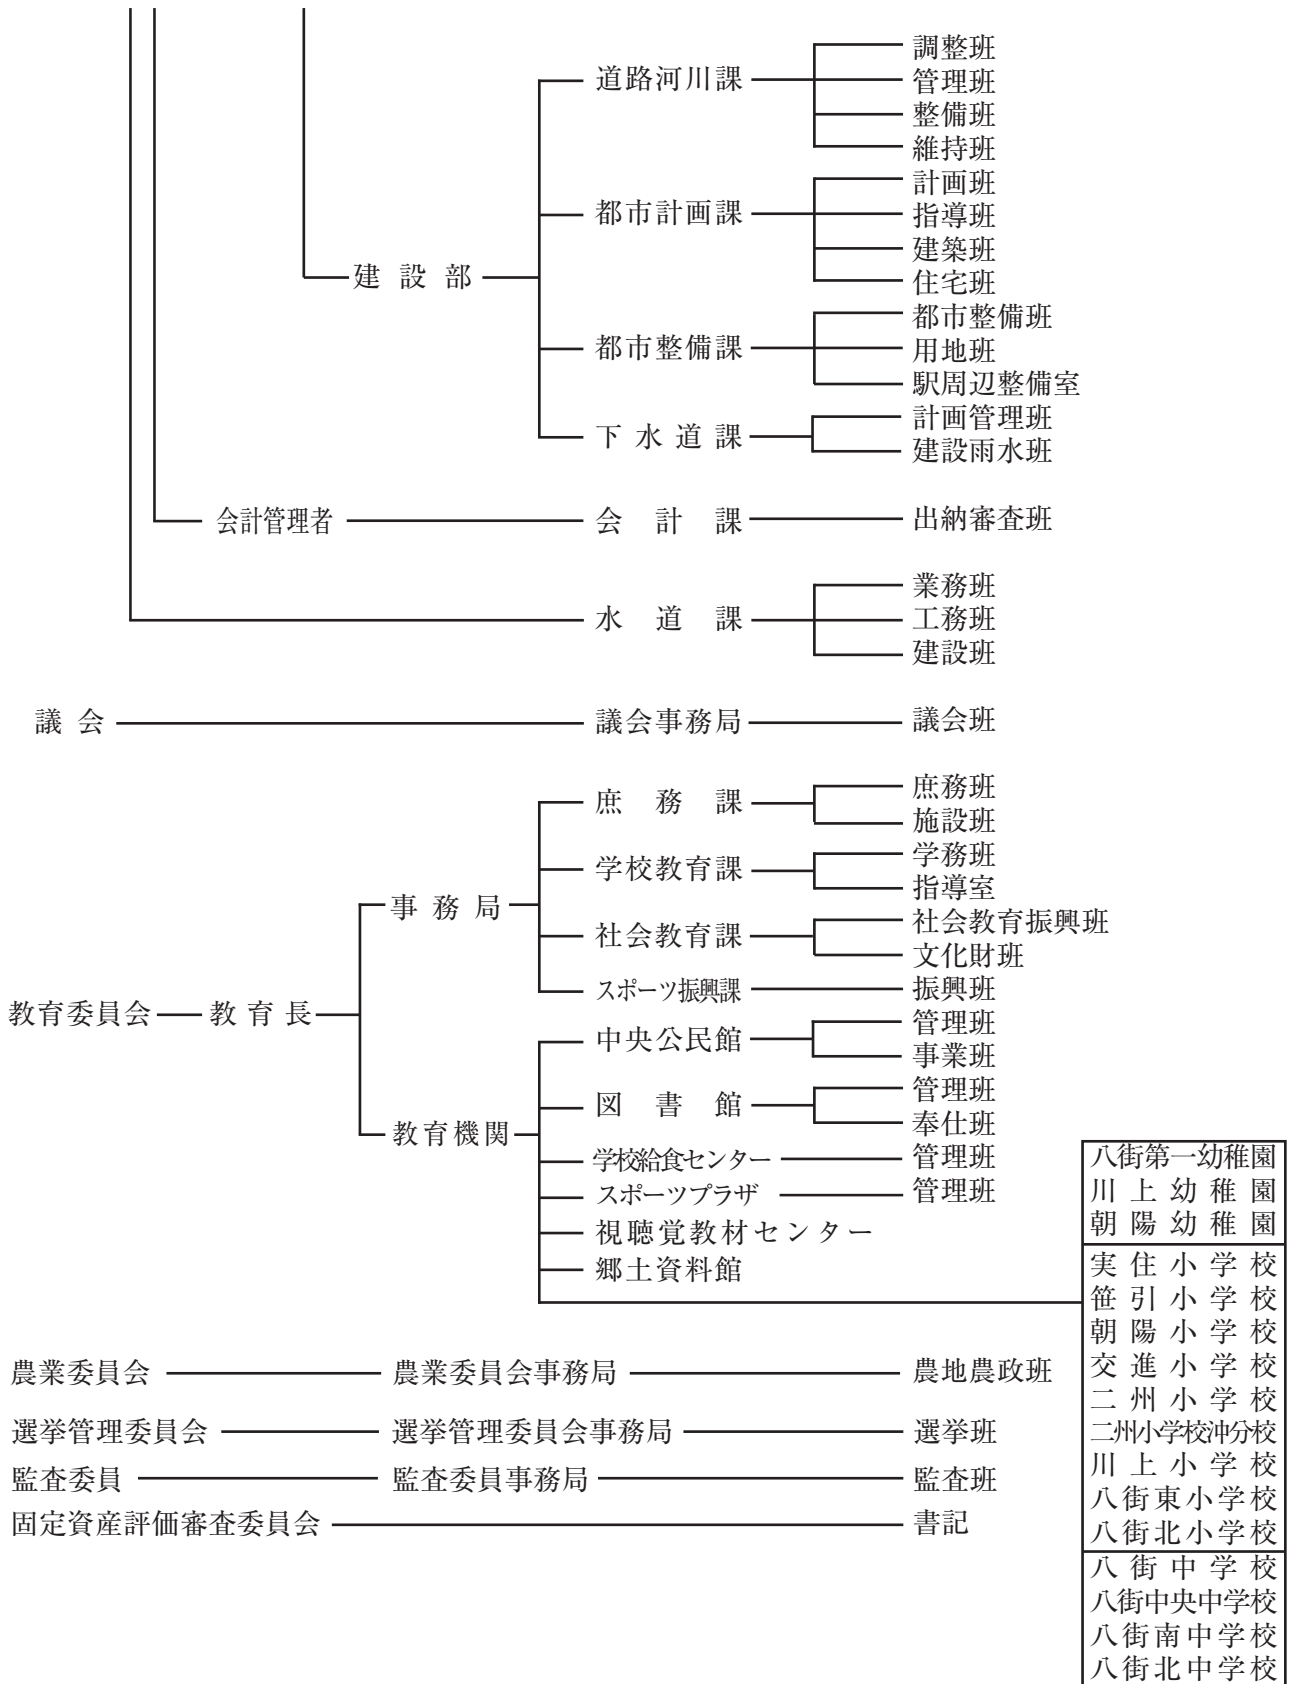 建設部
道路河川課
調整班
管理班
整備班
維持班
都市計画課
計画班
指導班
建築班
住宅班
都市整備課
都市整備班
用地班
駅周辺整備室
下水道課
計画管理班
建設雨水班
会計管理者
会計課
出納審査班
水道課
業務班
工務班
建設班
議会
議会事務局
議会班
教育委員会
教育長
事務局
庶務課
庶務班
施設班
学校教育課
学務班
指導室
社会教育課
社会教育振興班
文化財班
スポーツ振興課
振興班
教育機関
中央公民館
管理班
事業班
図書館
管理班
奉仕班
学校給食センター
管理班
スポーツプラザ
管理班
視聴覚教材センター
郷土資料館
八街第一幼稚園
川上幼稚園
朝陽幼稚園
実住小学校
笹引小学校
朝陽小学校
交進小学校
二州小学校
二州小学校沖分校
川上小学校
八街東小学校
八街北小学校
八街中学校
八街中央中学校
八街南中学校
八街北中学校
農業委員会
農業委員会事務局
農地農政班
選挙管理委員会
選挙管理委員会事務局
選挙班
監査委員
監査委員事務局
監査班
固定資産評価審査委員会
書記